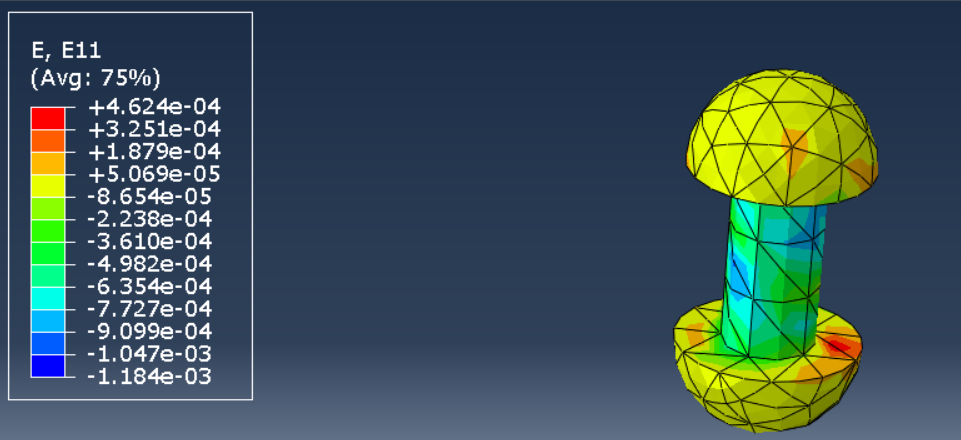 E, E11
(Avg: 75%)
+4.624e-04
+3.251e-04
+1.879e-04
+5.069e-05
-8.654e-05
-2.238e-04
-3.610e-04
-4.982e-04
-6.354e-04
-7.727e-04
-9.099e-04
-1.047e-03
-1.184e-03